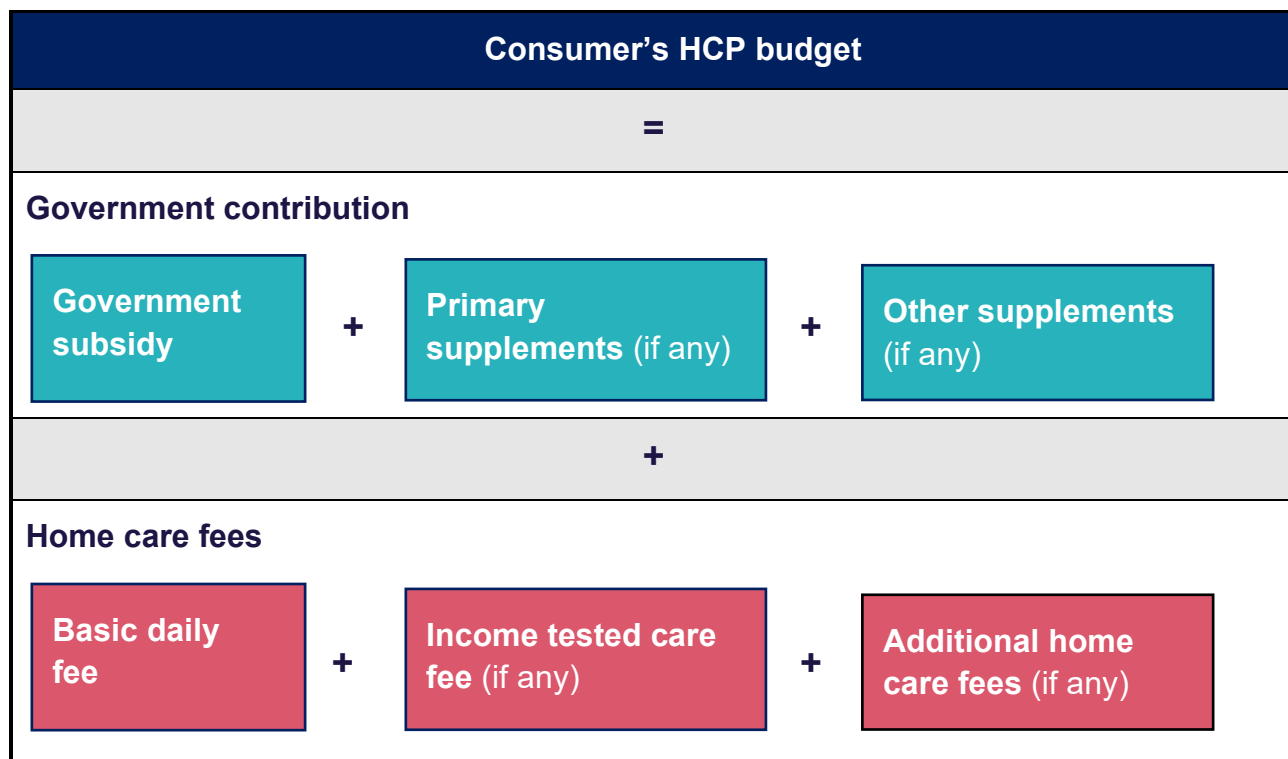 Consumer’s HCP budget
=
Government contribution
Government
subsidy
+
Primary
supplements (if any)
+
Other supplements
(if any)
+
Home care fees
Basic daily
fee
+
Income tested care
fee (if any)
+
Additional home
care fees (if any)